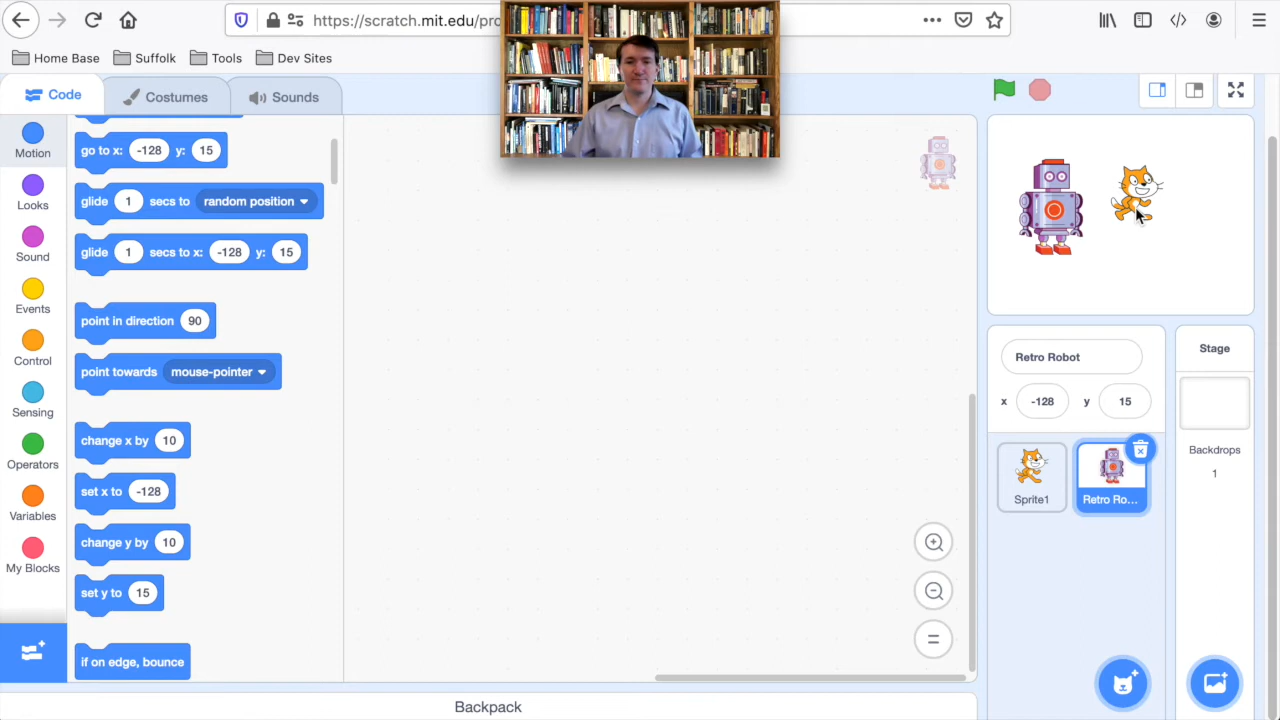 https://scratch.mit.edu/pro
Home Base
Suffolk
Tools
Dev Sites
Code
Costumes
Sounds
Motion
Looks
Sound
Events
Control
Sensing
Operators
Variables
My Blocks
go to x: -128 y: 15
glide 1 secs to random position
glide 1 secs to x: -128 y: 15
point in direction 90
point towards mouse-pointer
change x by 10
set x to -128
change y by 10
set y to 15
if on edge, bounce
Backpack
Retro Robot
x -128 y 15
Sprite1
Retro Ro...
Stage
Backdrops
1